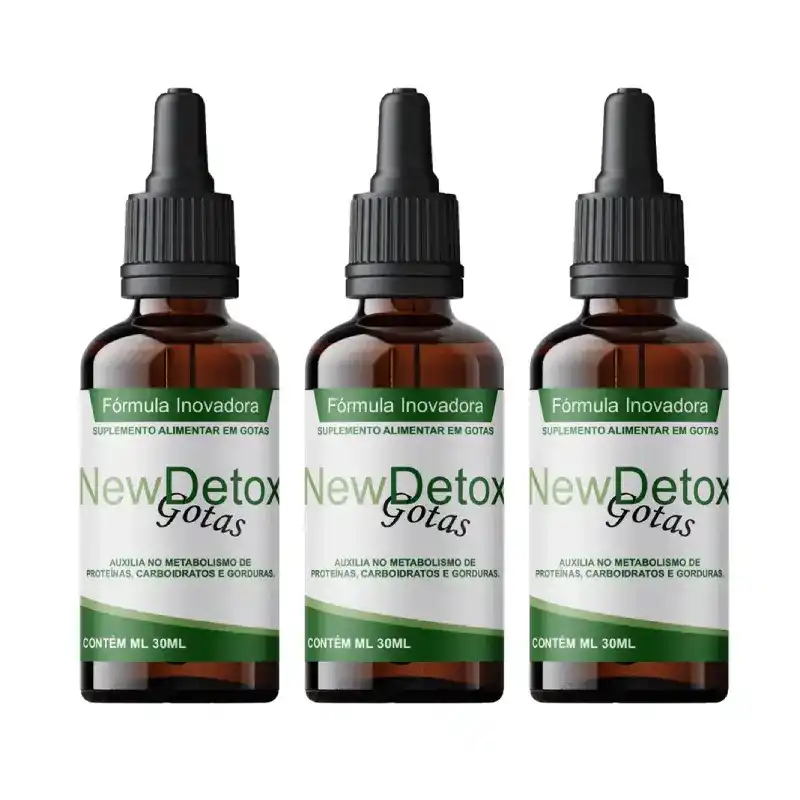 Fórmula Inovadora
SUPLEMENTO ALIMENTAR EM GOTAS
NewDetox
Gotas
AUXILIA NO METABOLISMO DE
PROTEÍNAS, CARBOIDRATOS E GORDURAS.
CONTÉM ML 30ML
Fórmula Inovadora
SUPLEMENTO ALIMENTAR EM GOTAS
NewDetox
Gotas
AUXILIA NO METABOLISMO DE
PROTEÍNAS, CARBOIDRATOS E GORDURAS.
CONTÉM ML 30ML
Fórmula Inovadora
SUPLEMENTO ALIMENTAR EM GOTAS
NewDetox
Gotas
AUXILIA NO METABOLISMO DE
PROTEÍNAS, CARBOIDRATOS E GORDURAS.
CONTÉM ML 30ML